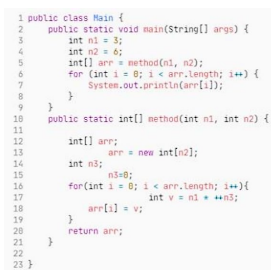 1 public class Main {
2 public static void main(String[] args) {
3 int n1 = 3;
4 int n2 = 6;
5 int[] arr = method(n1, n2);
6 for (int i = 0; i < arr.length; i++) {
7 System.out.println(arr[i]);
8 }
9 }
10 public static int[] method(int n1, int n2) {
11
12 int[] arr;
13 arr = new int[n2];
14 int n3;
15 n3=0;
16 for(int i = 0; i < arr.length; i++){
17 int v = n1 * ++n3;
18 arr[i] = v;
19 }
20 return arr;
21 }
22
23 }